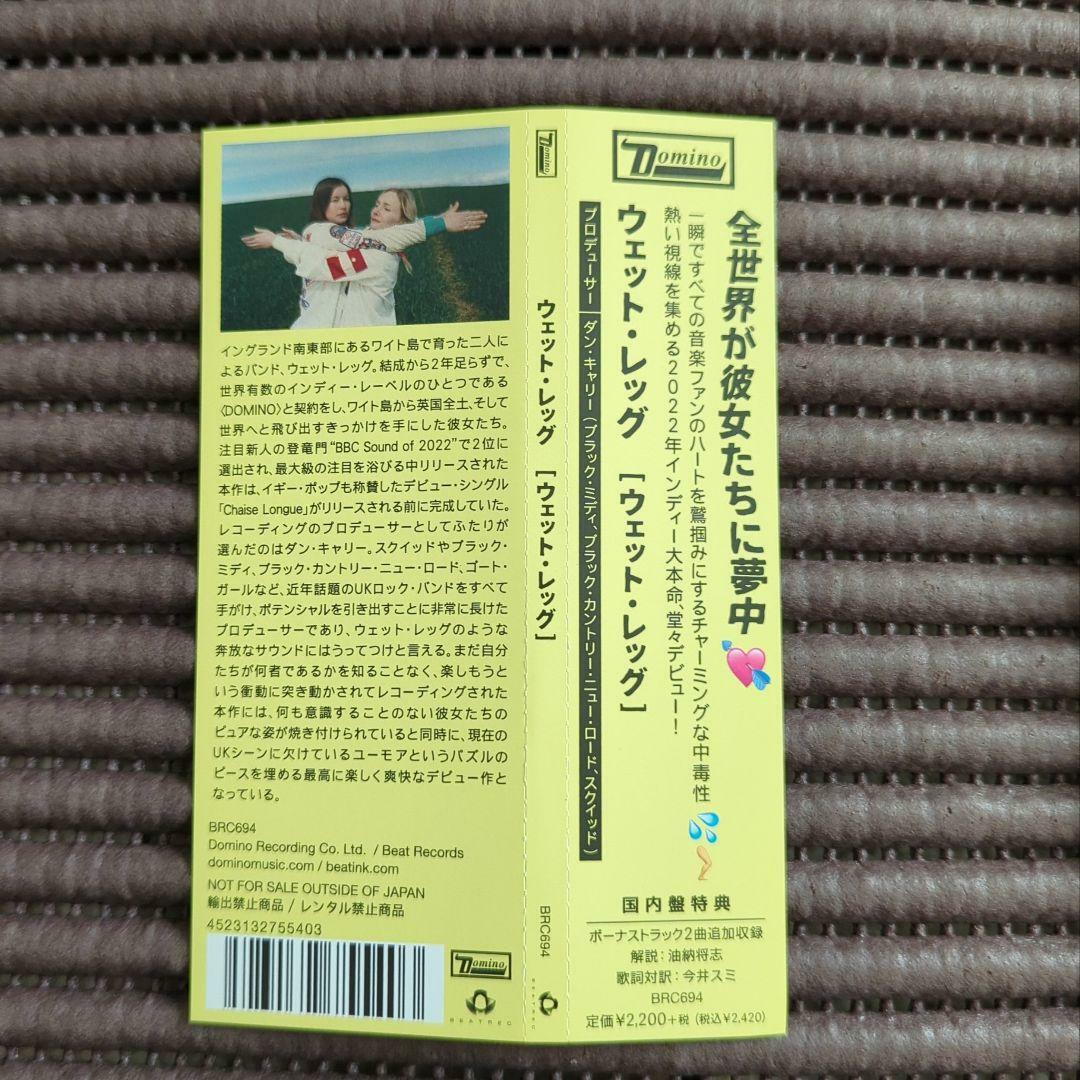 イングランド南東部にあるワイト島で育った二人に
よるバンド、ウェット・レッグ。結成から2年足らずで、
世界有数のインディー・レーベルのひとつである
〈DOMINO〉と契約をし、ワイト島から英国全土、そして
世界へと飛び出すきっかけを手にした彼女たち。
注目新人の登竜門“BBC Sound of 2022”で2位に
選出され、最大級の注目を浴びる中リリースされた
本作は、イギー・ポップも称賛したデビュー・シングル
「Chaise Longue」がリリースされる前に完成していた。
レコーディングのプロデューサーとしてふたりが
選んだのはダン・キャリー。スクイッドやブラック・
ミディ、ブラック・カントリー・ニュー・ロード、ゴート・
ガールなど、近年話題のUKロック・バンドをすべて
手がけ、ポテンシャルを引き出すことに非常に長けた
プロデューサーであり、ウェット・レッグのような
奔放なサウンドにはうってつけと言える。まだ自分
たちが何者であるかを知ることなく、楽しもうと
いう衝動に突き動かされてレコーディングされた
本作には、何も意識することのない彼女たちの
ピュアな姿が焼き付けられていると同時に、現在の
UKシーンに欠けているユーモアというパズルの
ピースを埋める最高に楽しく爽快なデビュー作と
なっている。
BRC694
Domino Recording Co. Ltd. / Beat Records
dominomusic.com / beatink.com
NOT FOR SALE OUTSIDE OF JAPAN
輸出禁止商品 / レンタル禁止商品
4523132755403
Domino
BEATREC
Domino
ウェット・レッグ [ウェット・レッグ]
BRC694
BEATREC
Domino
全世界が彼女たちに夢中💘
一瞬ですべての音楽ファンのハートを鷲掴みにするチャーミングな中毒性💦🦵
熱い視線を集める2022年インディー大本命、堂々デビュー！
ウェット・レッグ [ウェット・レッグ]
プロデューサー | ダン・キャリー（ブラック・ミディ、ブラック・カントリー・ニュー・ロード、スクイッド）
国内盤特典
ボーナストラック2曲追加収録
解説：油納将志
歌詞対訳：今井スミ
BRC694
定価¥2,200+税 (税込¥2,420)